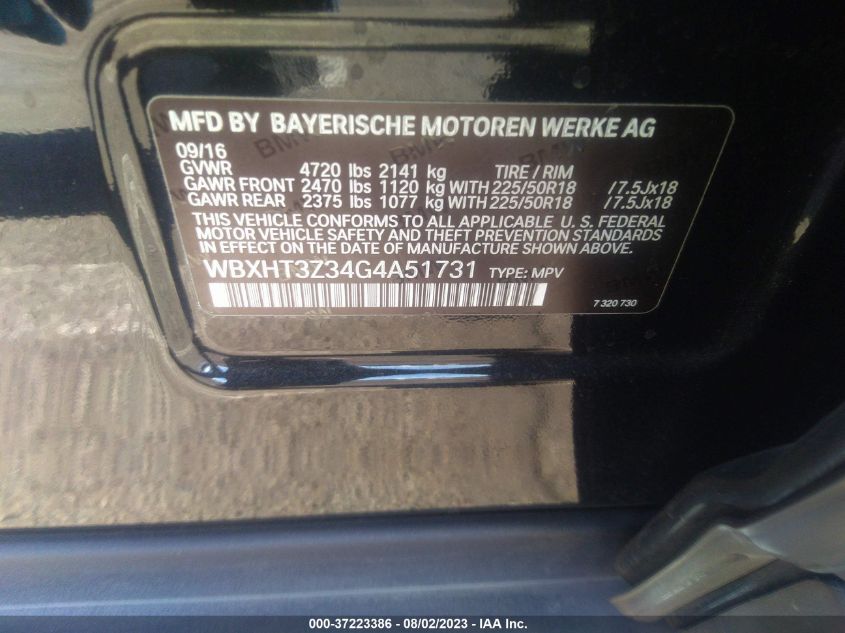 MFD BY BAYERISCHE MOTOREN WERKE AG
09/16
GVWR 4720 lbs 2141 kg TIRE / RIM
GAWR FRONT 2470 lbs 1120 kg WITH 225/50R18 /7.5Jx18
GAWR REAR 2375 lbs 1077 kg WITH 225/50R18 /7.5Jx18
THIS VEHICLE CONFORMS TO ALL APPLICABLE U. S. FEDERAL
MOTOR VEHICLE SAFETY AND THEFT PREVENTION STANDARDS
IN EFFECT ON THE DATE OF MANUFACTURE SHOWN ABOVE.
WBXHT3Z34G4A51731 TYPE: MPV
7 320 730
000-37223386 - 08/02/2023 - IAA Inc.